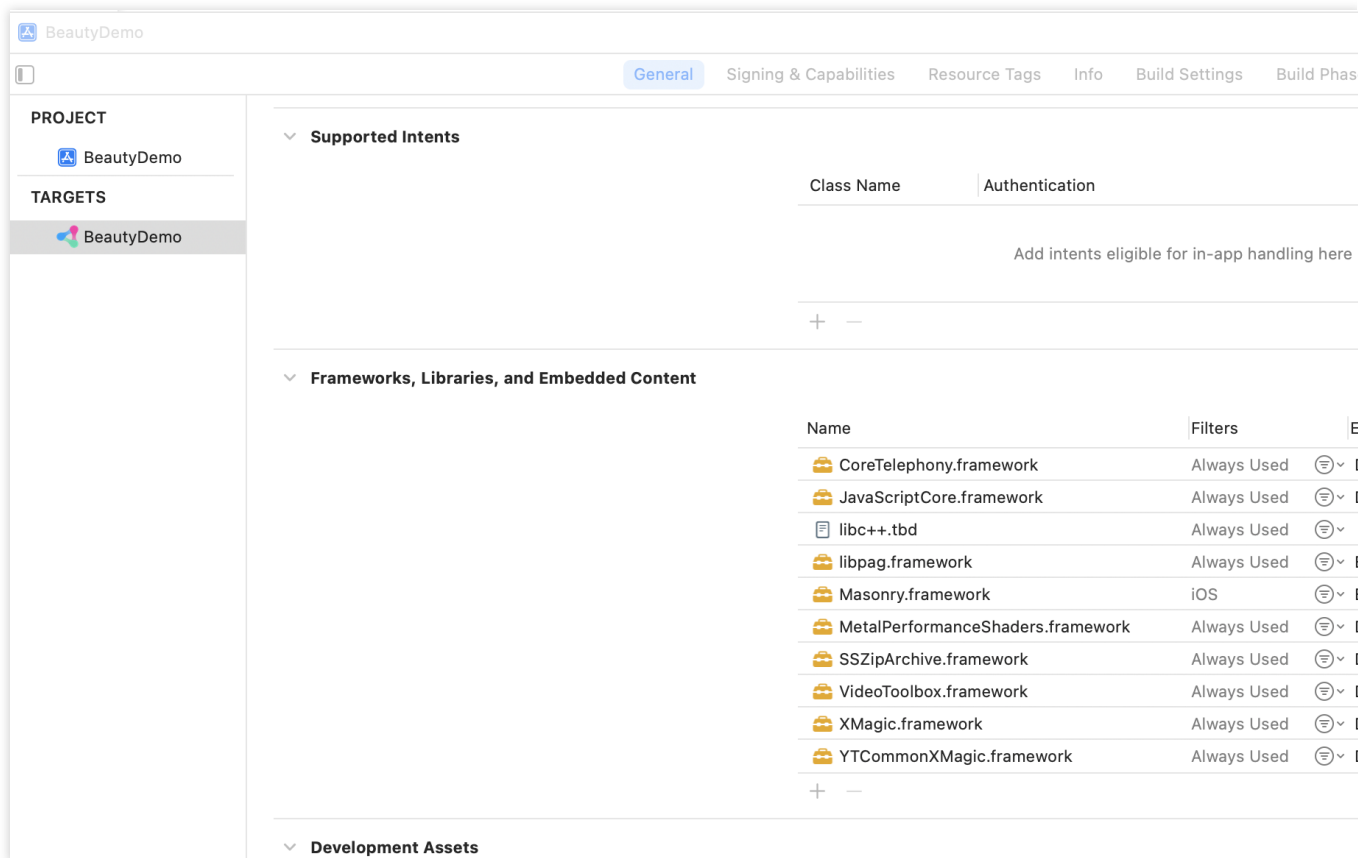 BeautyDemo
General Signing & Capabilities Resource Tags Info Build Settings Build Phas
PROJECT
BeautyDemo
TARGETS
BeautyDemo
Supported Intents
Class Name Authentication
Add intents eligible for in-app handling here
Frameworks, Libraries, and Embedded Content
Name Filters
CoreTelephony.framework Always Used
JavaScriptCore.framework Always Used
libc++.tbd Always Used
libpag.framework Always Used
Masonry.framework iOS
MetalPerformanceShaders.framework Always Used
SSZipArchive.framework Always Used
VideoToolbox.framework Always Used
XMagic.framework Always Used
YTCommonXMagic.framework Always Used
Development Assets